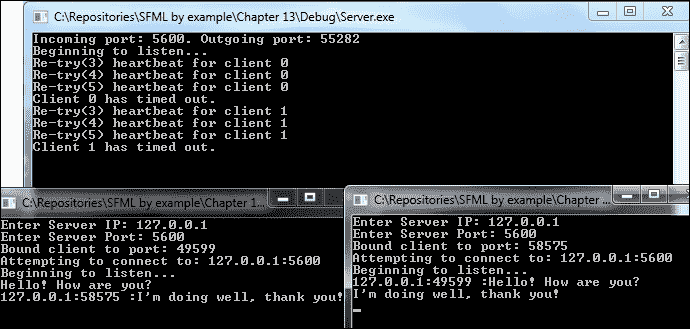 C:\Repositories\SFML by example\Chapter 13\Debug\Server.exe
Incoming port: 5600. Outgoing port: 55282
Beginning to listen...
Re-try(3) heartbeat for client 0
Re-try(4) heartbeat for client 0
Re-try(5) heartbeat for client 0
Client 0 has timed out.
Re-try(3) heartbeat for client 1
Re-try(4) heartbeat for client 1
Re-try(5) heartbeat for client 1
Client 1 has timed out.
C:\Repositories\SFML by example\Chapter 1...
Enter Server IP: 127.0.0.1
Enter Server Port: 5600
Bound client to port: 49599
Attempting to connect to: 127.0.0.1:5600
Beginning to listen...
Hello! How are you?
127.0.0.1:58575 :I'm doing well, thank you!
C:\Repositories\SFML by example\Chapter ...
Enter Server IP: 127.0.0.1
Enter Server Port: 5600
Bound client to port: 58575
Attempting to connect to: 127.0.0.1:5600
Beginning to listen...
127.0.0.1:49599 :Hello! How are you?
I'm doing well, thank you!